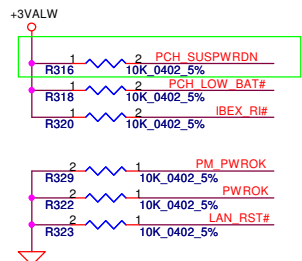 +3VALW
1 2 PCH_SUSPWRDN
R316 10K_0402_5%
1 2 PCH_LOW_BAT#
R318 10K_0402_5%
1 2 IBEX_RI#
R320 10K_0402_5%
2 1 PM_PWROK
R329 10K_0402_5%
2 1 PWROK
R322 10K_0402_5%
2 1 LAN_RST#
R323 10K_0402_5%